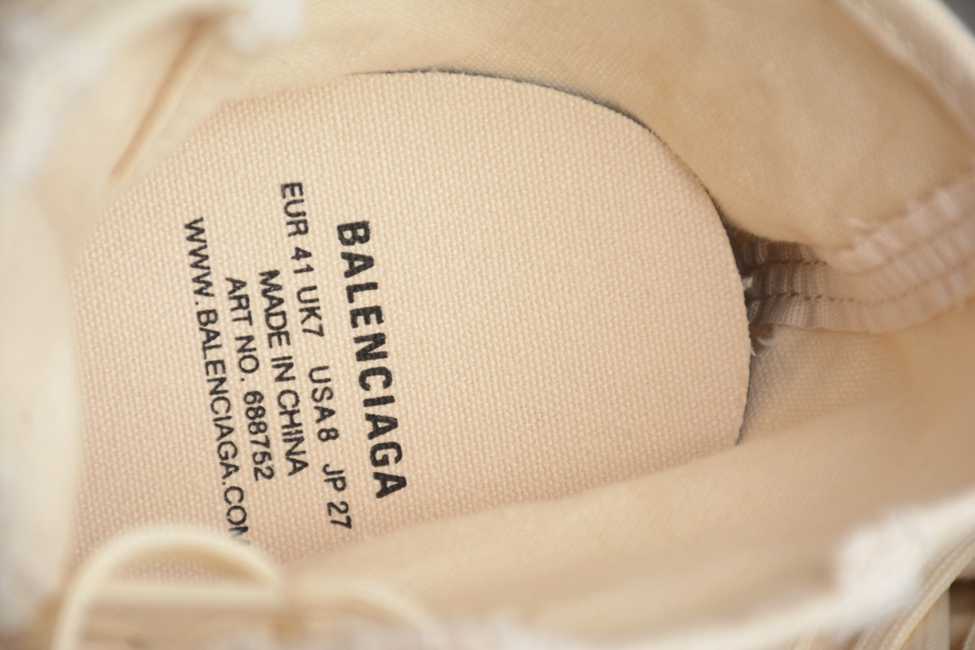 BALENCIAGA
EUR 41 UK7 USA8 JP 27
MADE IN CHINA
ART NO. 688752
WWW.BALENCIAGA.COM